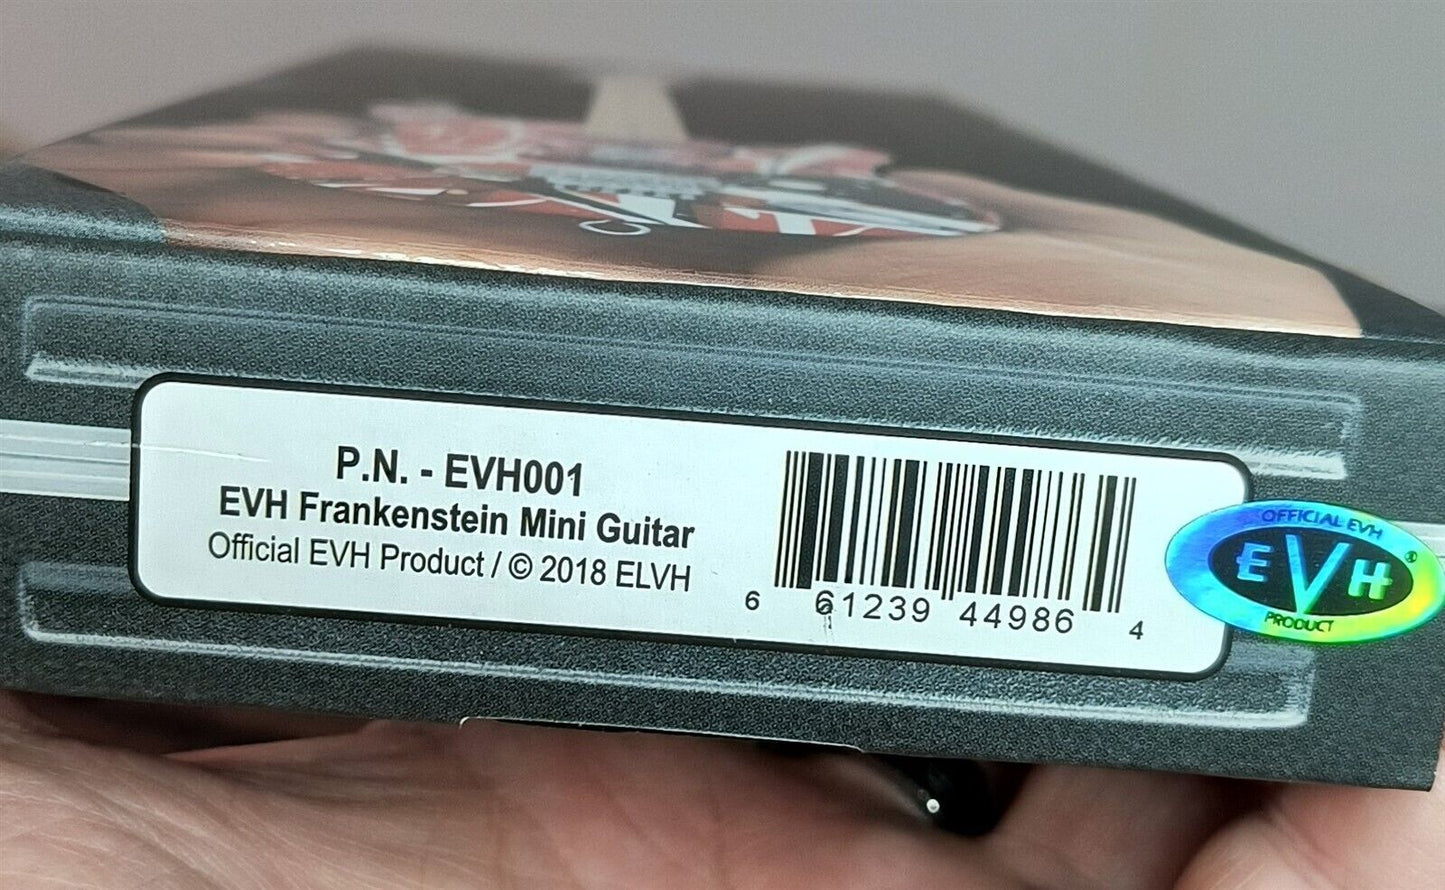 P.N. - EVH001
EVH Frankenstein Mini Guitar
Official EVH Product / © 2018 ELVH
6 61239 44986 4
OFFICIAL EVH
EVH®
PRODUCT